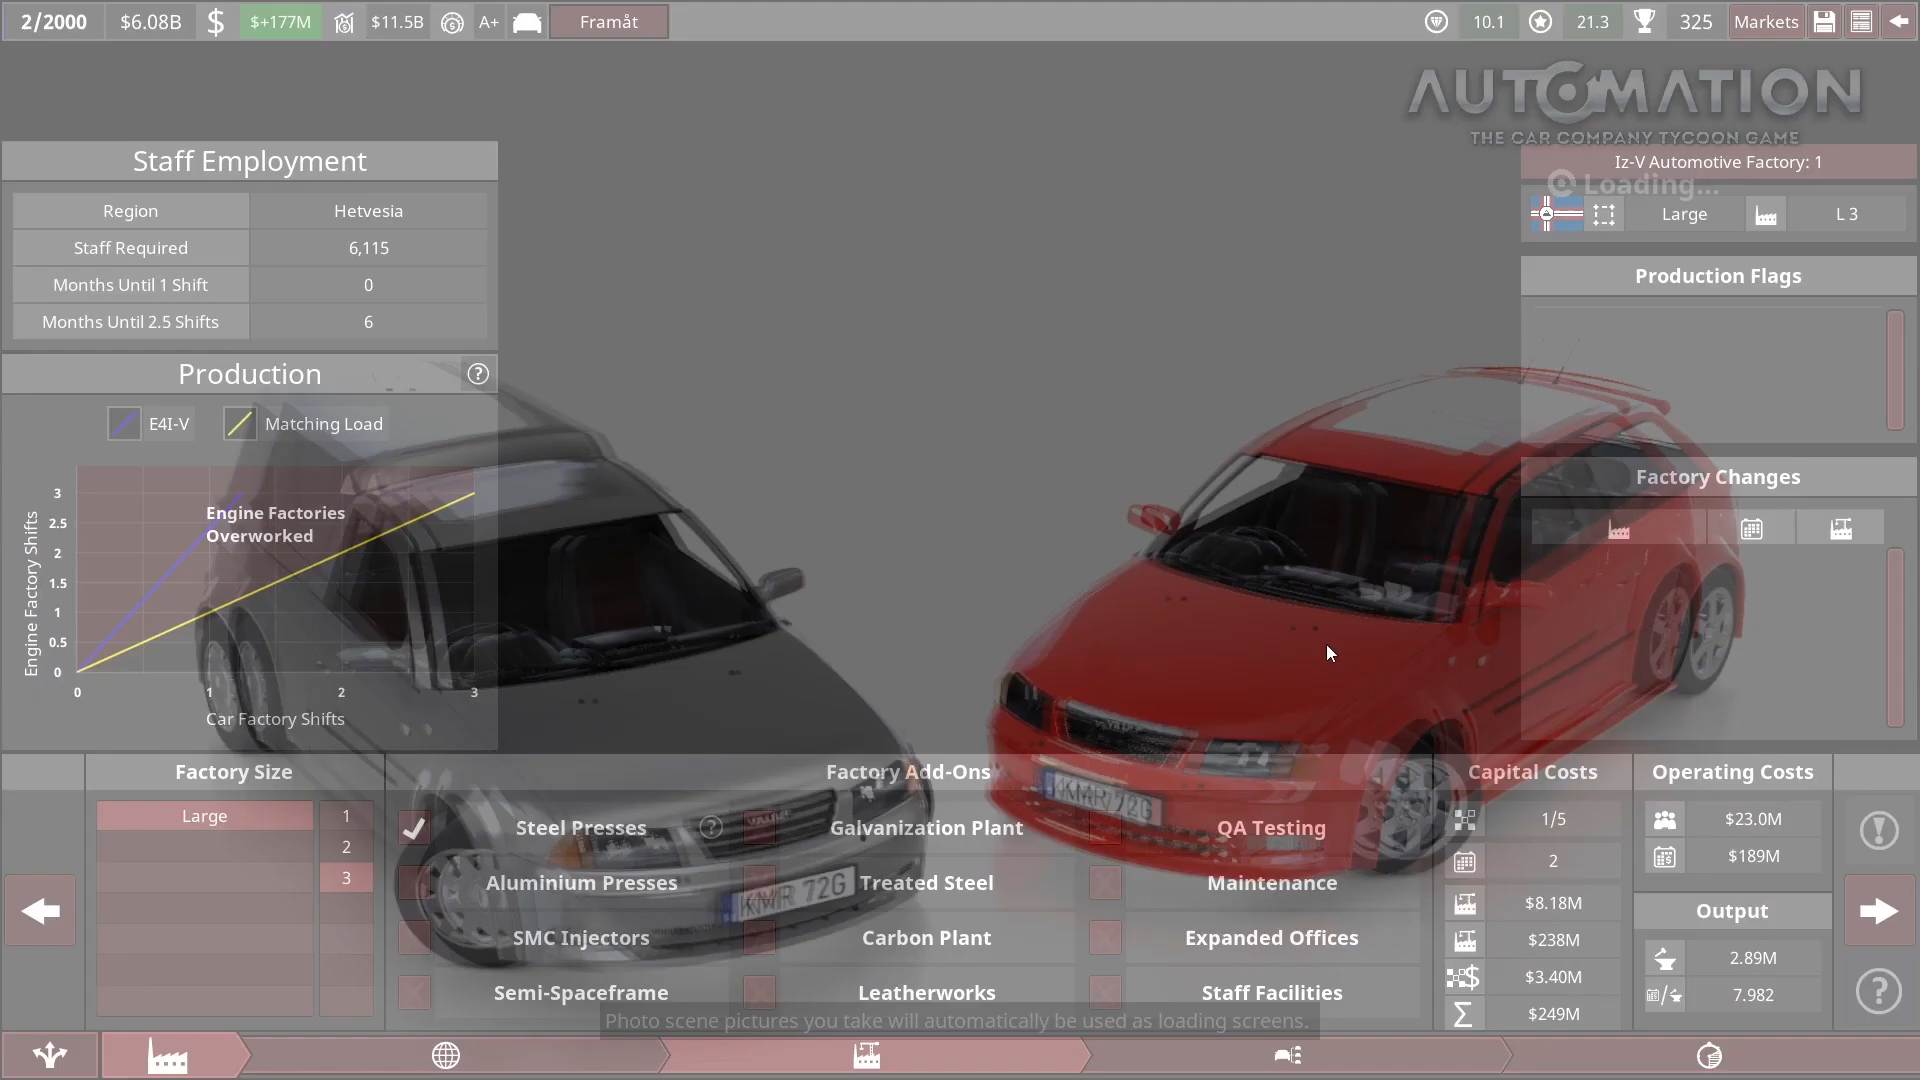 2/2000 $6.08B $+177M $11.5B A+ Framåt 10.1 21.3 325 Markets
AUTOMATION
THE CAR COMPANY TYCOON GAME
Staff Employment
Region Hetvesia
Staff Required 6,115
Months Until 1 Shift 0
Months Until 2.5 Shifts 6
Production
E4I-V Matching Load
Engine Factories
Overworked
Engine Factory Shifts
3
2.5
2
1.5
1
0.5
0
0 1 2 3
Car Factory Shifts
Iz-V Automotive Factory: 1
Loading...
Large L 3
Production Flags
Factory Changes
KMR 72G
KMR 72G
Factory Size
Large 1
2
3
Factory Add-Ons
Steel Presses Galvanization Plant QA Testing
Aluminium Presses Treated Steel Maintenance
SMC Injectors Carbon Plant Expanded Offices
Semi-Spaceframe Leatherworks Staff Facilities
Capital Costs
1/5
2
$8.18M
$238M
$3.40M
$249M
Operating Costs
$23.0M
$189M
Output
2.89M
7.982
Photo scene pictures you take will automatically be used as loading screens.